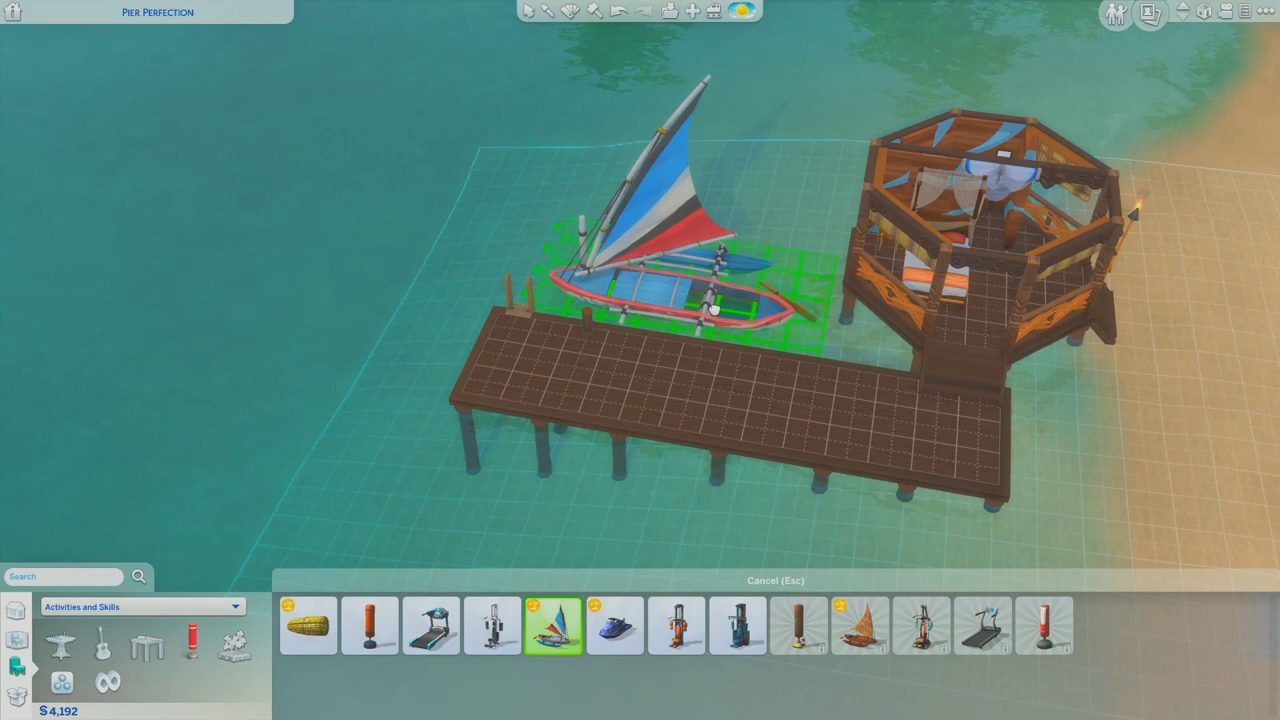 PIER PERFECTION
Cancel (Esc)
Search
Activities and Skills
§4,192